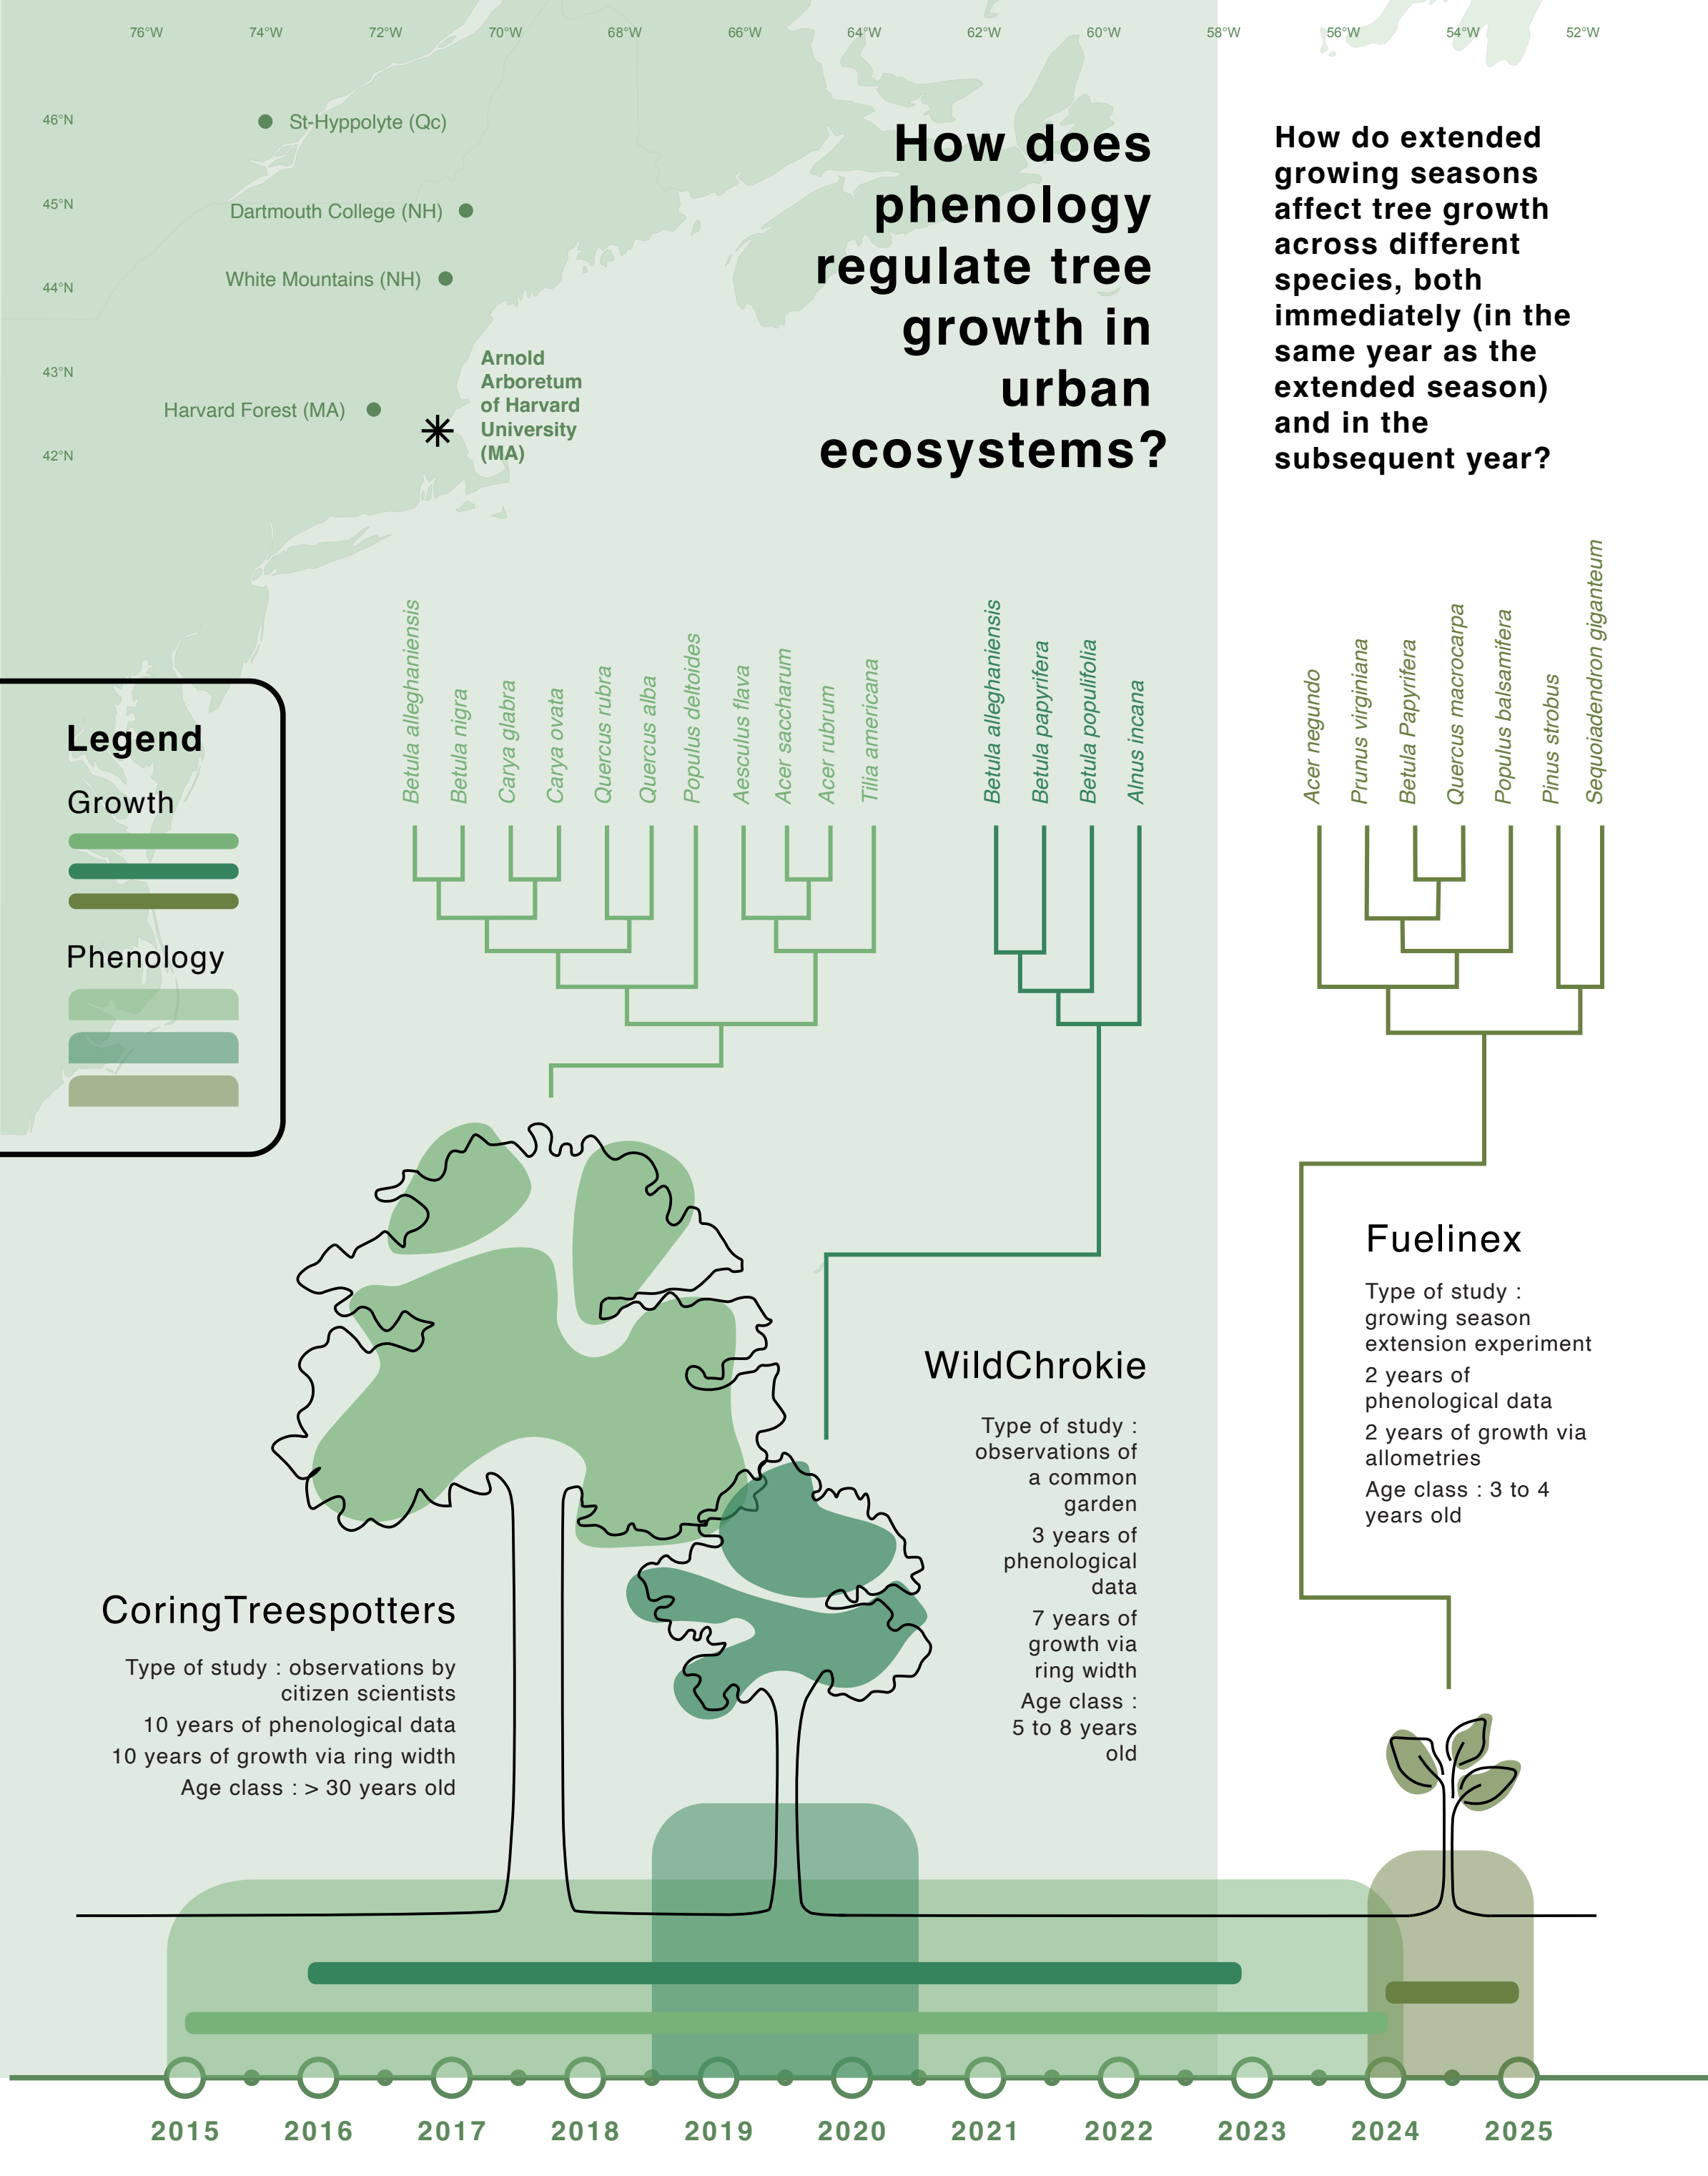 76°W 74°W 72°W 70°W 68°W 66°W 64°W 62°W 60°W 58°W 56°W 54°W 52°W
46°N
45°N
44°N
43°N
42°N
St-Hyppolyte (Qc)
Dartmouth College (NH)
White Mountains (NH)
Harvard Forest (MA)
Arnold
Arboretum
of Harvard
University
(MA)
How does
phenology
regulate tree
growth in
urban
ecosystems?
How do extended
growing seasons
affect tree growth
across different
species, both
immediately (in the
same year as the
extended season)
and in the
subsequent year?
Legend
Growth
Phenology
Betula alleghaniensis
Betula nigra
Carya glabra
Carya ovata
Quercus rubra
Quercus alba
Populus deltoides
Aesculus flava
Acer saccharum
Acer rubrum
Tilia americana
Betula alleghaniensis
Betula papyrifera
Betula populifolia
Alnus incana
Acer negundo
Prunus virginiana
Betula Papyrifera
Quercus macrocarpa
Populus balsamifera
Pinus strobus
Sequoiadendron giganteum
CoringTreespotters
Type of study : observations by
citizen scientists
10 years of phenological data
10 years of growth via ring width
Age class : > 30 years old
WildChrokie
Type of study :
observations of
a common
garden
3 years of
phenological
data
7 years of
growth via
ring width
Age class :
5 to 8 years
old
Fuelinex
Type of study :
growing season
extension experiment
2 years of
phenological data
2 years of growth via
allometries
Age class : 3 to 4
years old
2015 2016 2017 2018 2019 2020 2021 2022 2023 2024 2025